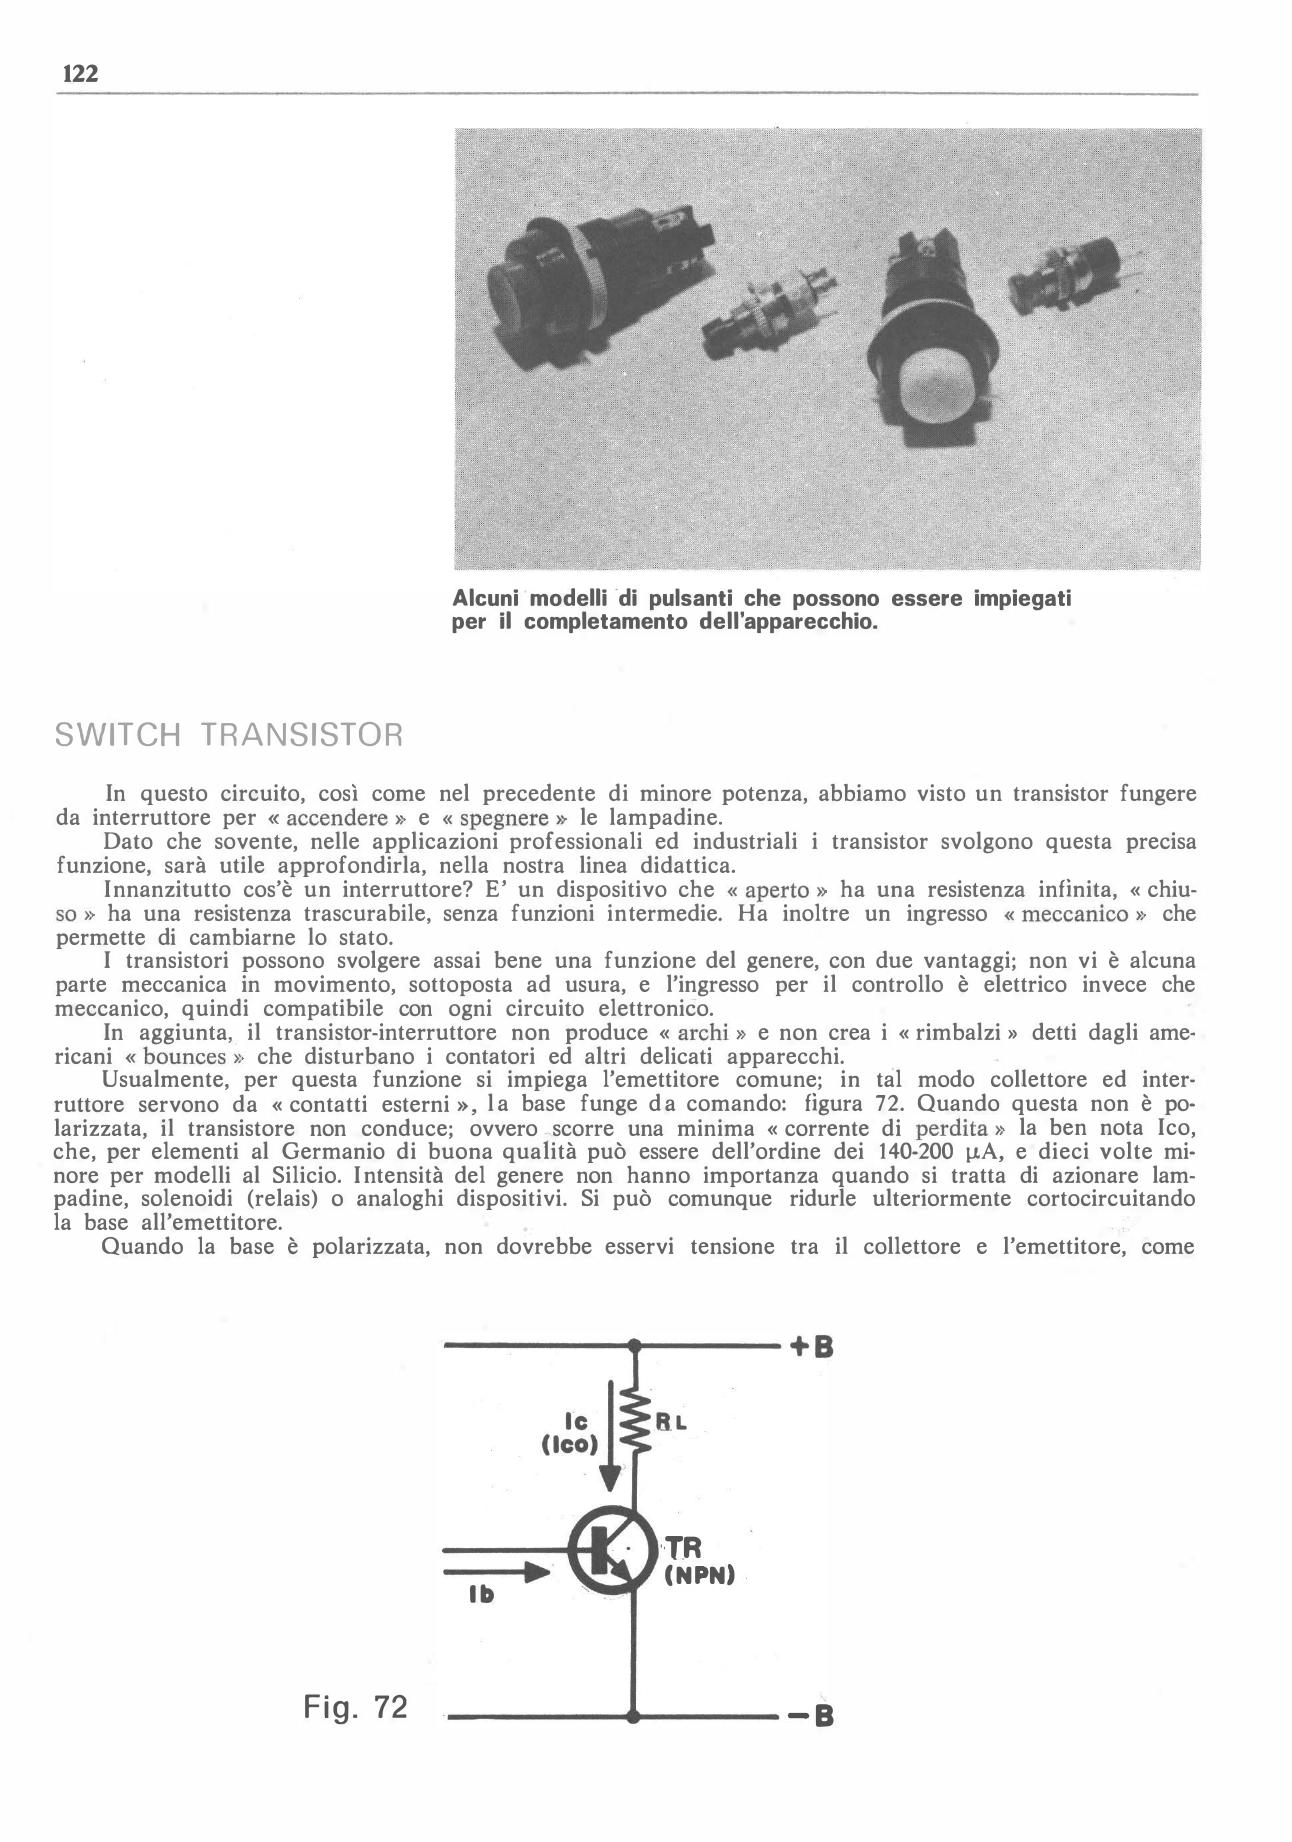 122
Alcuni modelli di pulsanti che possono essere impiegati
per il completamento dell'apparecchio.
SWITCH TRANSISTOR
In questo circuito, così come nel precedente di minore potenza, abbiamo visto un transistor fungere
da interruttore per « accendere » e « spegnere » le lampadine.
Dato che sovente, nelle applicazioni professionali ed industriali i transistor svolgono questa precisa
funzione, sarà utile approfondirla, nella nostra linea didattica.
Innanzitutto cos'è un interruttore? E' un dispositivo che « aperto » ha una resistenza infinita, « chiu-
so » ha una resistenza trascurabile, senza funzioni intermedie. Ha inoltre un ingresso « meccanico » che
permette di cambiarne lo stato.
I transistori possono svolgere assai bene una funzione del genere, con due vantaggi; non vi è alcuna
parte meccanica in movimento, sottoposta ad usura, e l'ingresso per il controllo è elettrico invece che
meccanico, quindi compatibile con ogni circuito elettronico.
In aggiunta, il transistor-interruttore non produce « archi » e non crea i « rimbalzi » detti dagli ame-
ricani « bounces » che disturbano i contatori ed altri delicati apparecchi.
Usualmente, per questa funzione si impiega l'emettitore comune; in tal modo collettore ed inter-
ruttore servono da « contatti esterni », la base funge da comando: figura 72. Quando questa non è po-
larizzata, il transistore non conduce; ovvero scorre una minima « corrente di perdita » la ben nota Ico,
che, per elementi al Germanio di buona qualità può essere dell'ordine dei 140-200 µA, e dieci volte mi-
nore per modelli al Silicio. Intensità del genere non hanno importanza quando si tratta di azionare lam-
padine, solenoidi (relais) o analoghi dispositivi. Si può comunque ridurle ulteriormente cortocircuitando
la base all'emettitore.
Quando la base è polarizzata, non dovrebbe esservi tensione tra il collettore e l'emettitore, come
+B
Ic
(Ico)
RL
TR
(NPN)
Ib
Fig. 72
−B